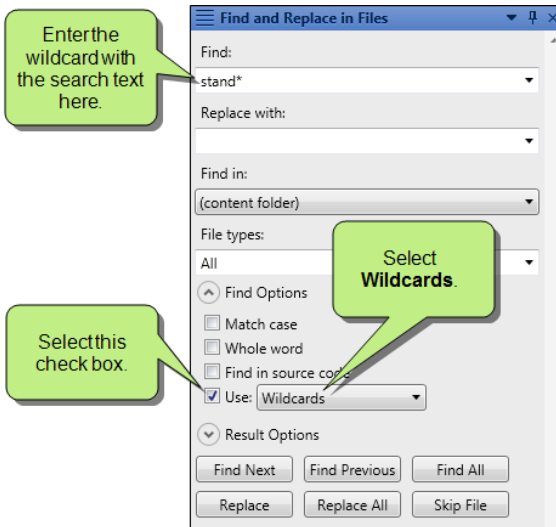 Find and Replace in Files
Enter the
wildcard with
the search text
here.
Find:
stand*
Replace with:
Find in:
(content folder)
File types:
All
Select
Wildcards.
Find Options
Match case
Whole word
Find in source code
Select this
check box.
Use: Wildcards
Result Options
Find Next Find Previous Find All
Replace Replace All Skip File